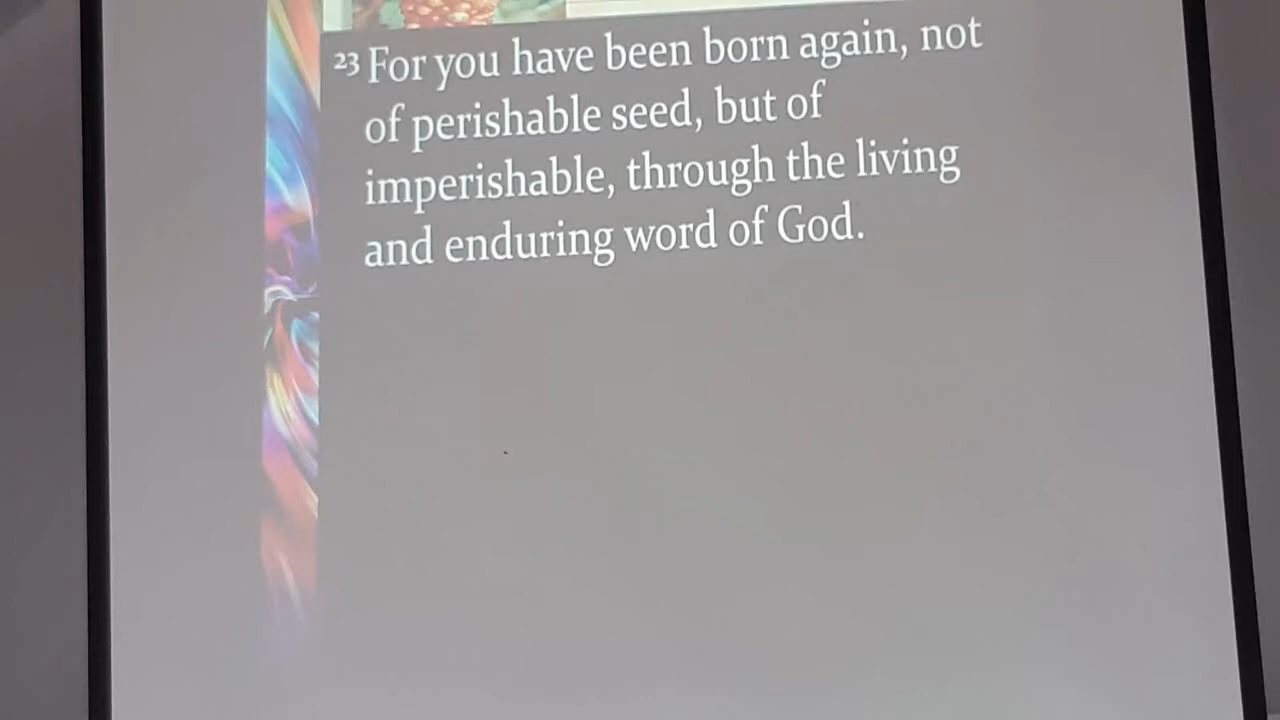 23 For you have been born again, not
of perishable seed, but of
imperishable, through the living
and enduring word of God.